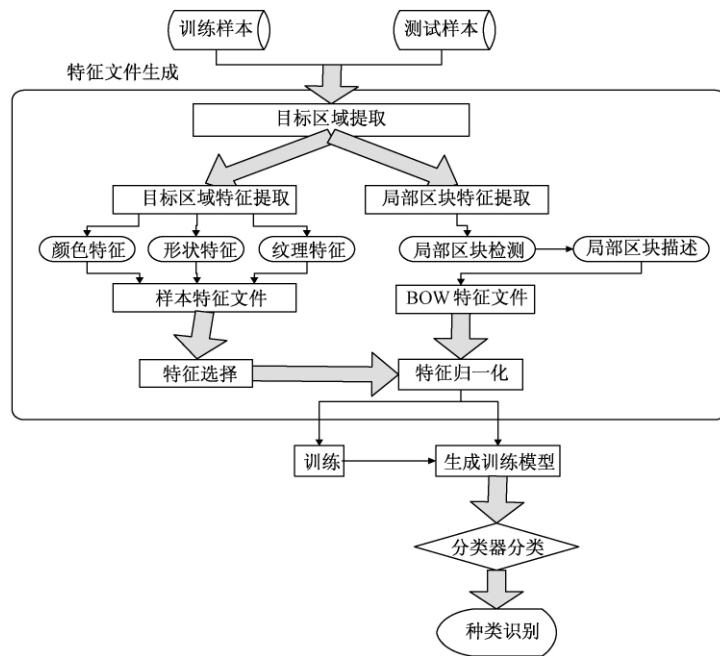 训练样本
测试样本
特征文件生成
目标区域提取
目标区域特征提取
局部区块特征提取
颜色特征
形状特征
纹理特征
局部区块检测
局部区块描述
样本特征文件
BOW 特征文件
特征选择
特征归一化
训练
生成训练模型
分类器分类
种类识别